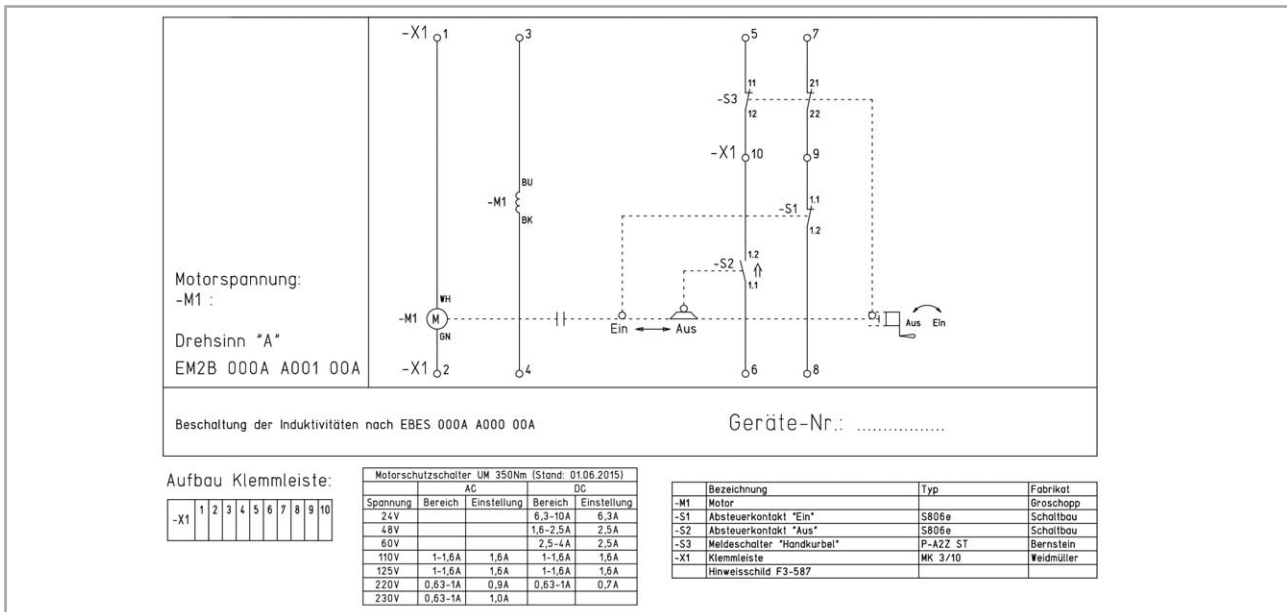 -X1 1 3 5 7
11 21
-S3
12 22
-X1 10 9
BU
-M1
BK
1.1
-S1
1.2
1.2
-S2
1.1
Motorspannung:
-M1 :
WH
-M1 M
GN
Ein Aus
Aus Ein
Drehsinn "A"
EM2B 000A A001 00A
-X1 2 4 6 8
Beschaltung der Induktivitäten nach EBES 000A A000 00A
Geräte-Nr.: ................
Aufbau Klemmleiste:
-X1 1 2 3 4 5 6 7 8 9 10
Motorschutzschalter UM 350Nm (Stand: 01.06.2015)
AC DC
Spannung Bereich Einstellung Bereich Einstellung
24V 6,3-10A 6,3A
48V 1,6-2,5A 2,5A
60V 2,5-4A 2,5A
110V 1-1,6A 1,6A 1-1,6A 1,6A
125V 1-1,6A 1,6A 1-1,6A 1,6A
220V 0,63-1A 0,9A 0,63-1A 0,7A
230V 0,63-1A 1,0A
Bezeichnung Typ Fabrikat
-M1 Motor Groschopp
-S1 Absteuerkontakt "Ein" S806e Schaltbau
-S2 Absteuerkontakt "Aus" S806e Schaltbau
-S3 Meldeschalter "Handkurbel" P-A2Z ST Bernstein
-X1 Klemmleiste MK 3/10 Weidmüller
Hinweisschild F3-587